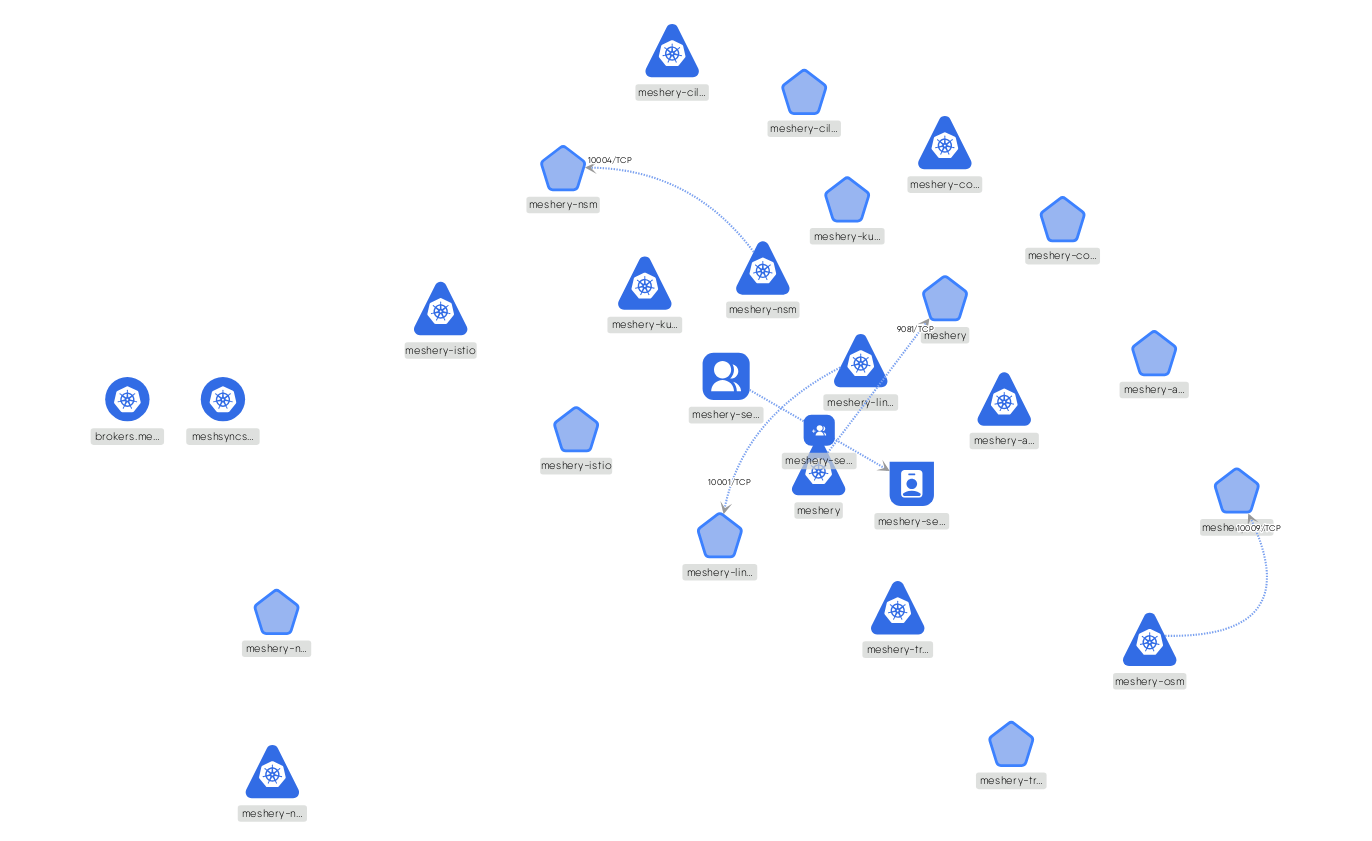 meshery-cil...
meshery-cil...
10004/TCP
meshery-co...
meshery-nsm
meshery-ku...
meshery-co...
meshery-nsm
meshery-ku...
9081/TCP
meshery
meshery-istio
meshery-a...
meshery-lin...
meshery-se...
brokers.me...
meshsyncs...
meshery-a...
meshery-se...
meshery-istio
10001/TCP
meshery
meshery-se...
10009/TCP
meshery-lin...
meshery-n...
meshery-tr...
meshery-osm
meshery-tr...
meshery-n...